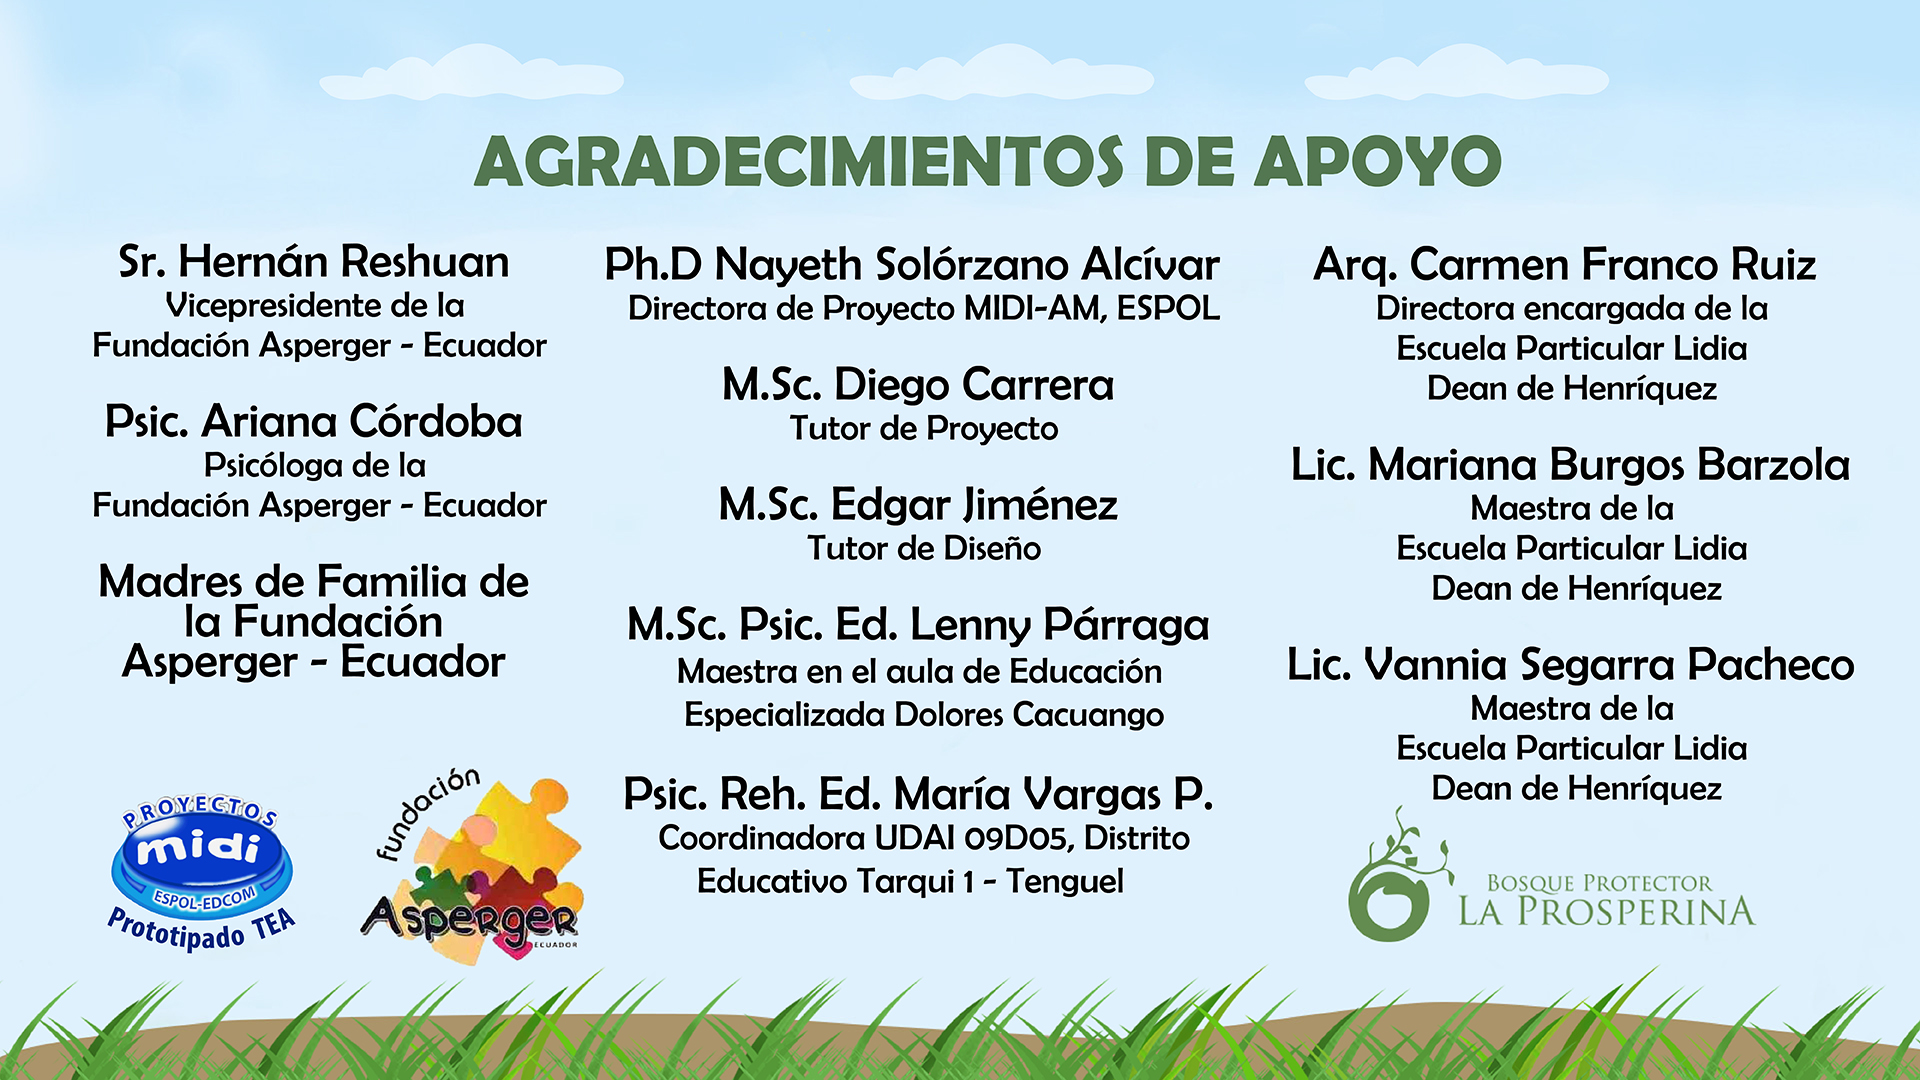 AGRADECIMIENTOS DE APOYO
Sr. Hernán Reshuan
Vicepresidente de la
Fundación Asperger - Ecuador
Psic. Ariana Córdoba
Psicóloga de la
Fundación Asperger - Ecuador
Madres de Familia de
la Fundación
Asperger - Ecuador
PROYECTOS
midi
ESPOL-EDCOM
Prototipado TEA
fundación
Asperger
ECUADOR
Ph.D Nayeth Solórzano Alcívar
Directora de Proyecto MIDI-AM, ESPOL
M.Sc. Diego Carrera
Tutor de Proyecto
M.Sc. Edgar Jiménez
Tutor de Diseño
M.Sc. Psic. Ed. Lenny Párraga
Maestra en el aula de Educación
Especializada Dolores Cacuango
Psic. Reh. Ed. María Vargas P.
Coordinadora UDAI 09D05, Distrito
Educativo Tarqui 1 - Tenguel
Arq. Carmen Franco Ruiz
Directora encargada de la
Escuela Particular Lidia
Dean de Henríquez
Lic. Mariana Burgos Barzola
Maestra de la
Escuela Particular Lidia
Dean de Henríquez
Lic. Vannia Segarra Pacheco
Maestra de la
Escuela Particular Lidia
Dean de Henríquez
BOSQUE PROTECTOR
LA PROSPERINA